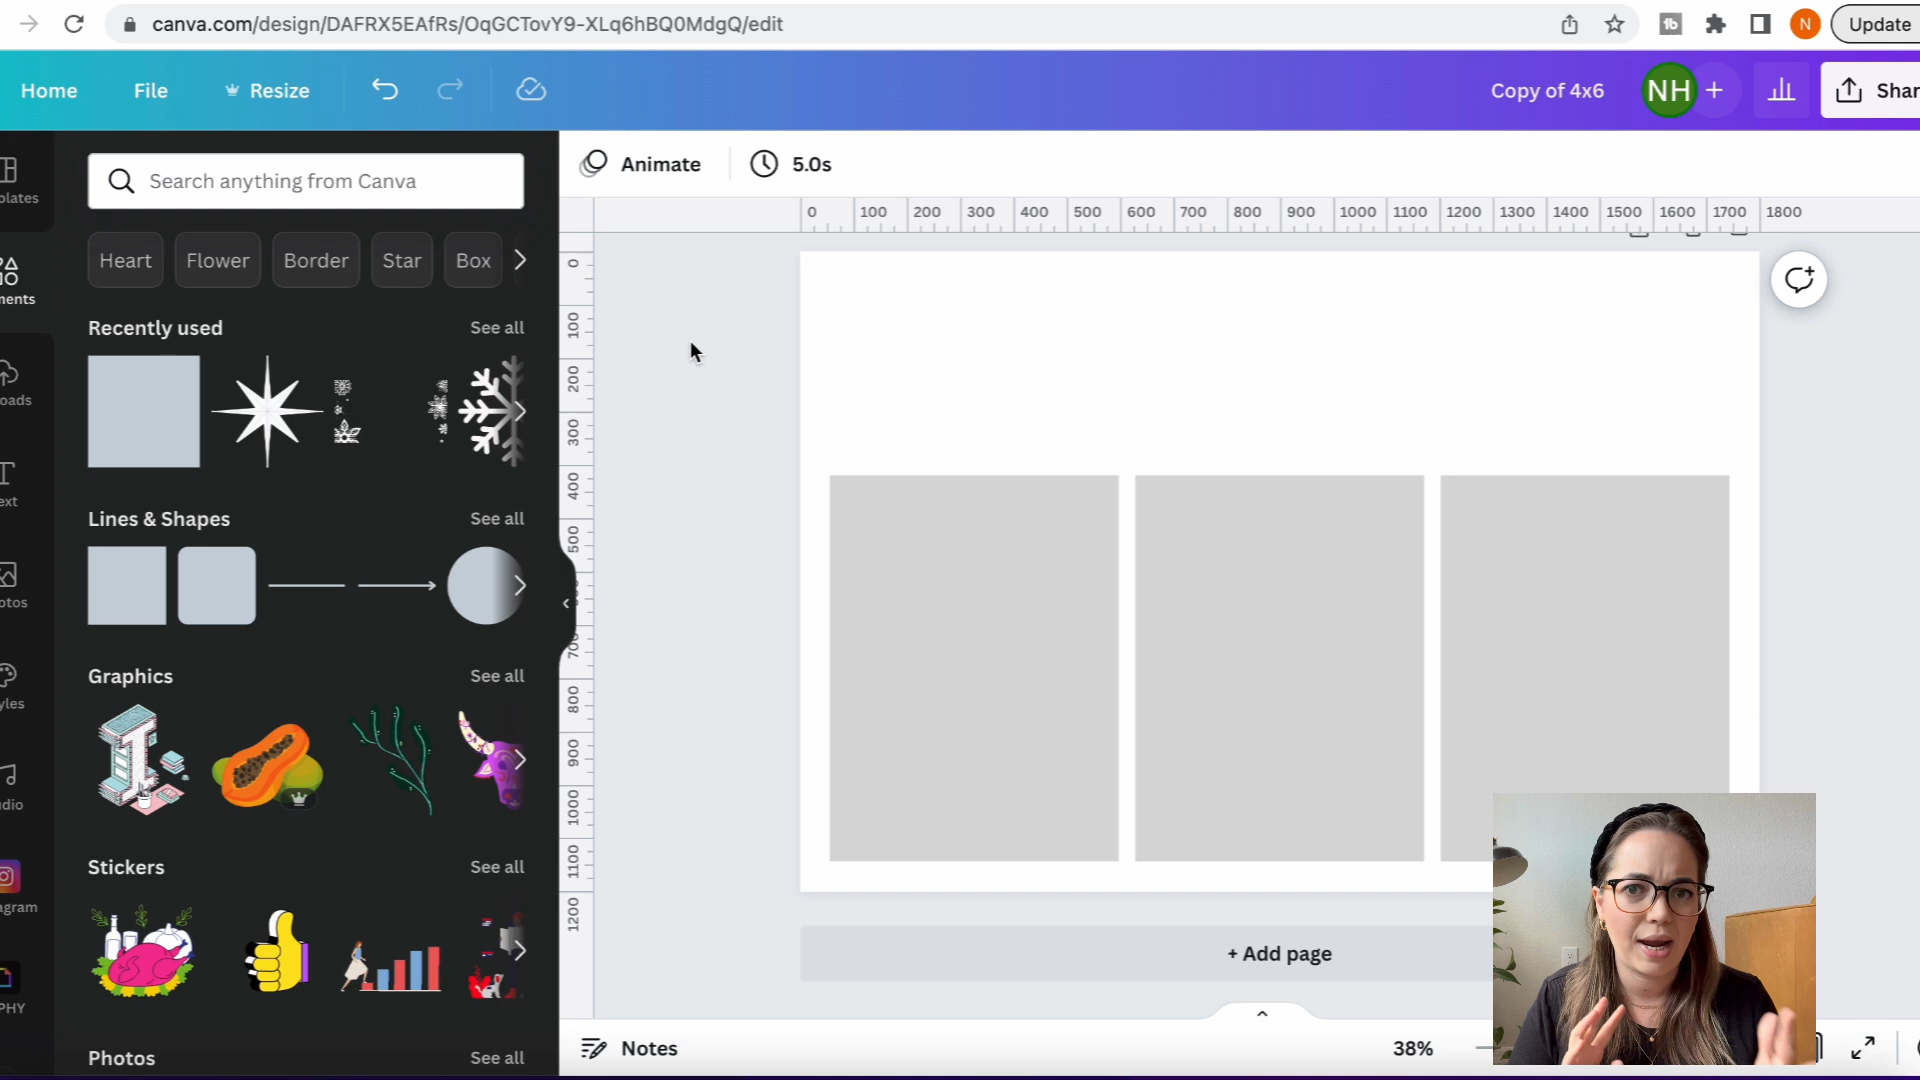 canva.com/design/DAFRX5EAfRs/OqGCTovY9-XLq6hBQ0MdgQ/edit
N
Update
Home
File
Resize
Copy of 4x6
NH
+
Shar
plates
ments
oads
ext
otos
yles
dio
agram
PHY
Search anything from Canva
Heart
Flower
Border
Star
Box
Recently used
See all
Lines & Shapes
See all
Graphics
See all
Stickers
See all
Photos
See all
Animate
5.0s
0 100 200 300 400 500 600 700 800 900 1000 1100 1200 1300 1400 1500 1600 1700 1800
0
100
200
300
400
500
700
800
900
1000
1100
1200
+ Add page
Notes
38%